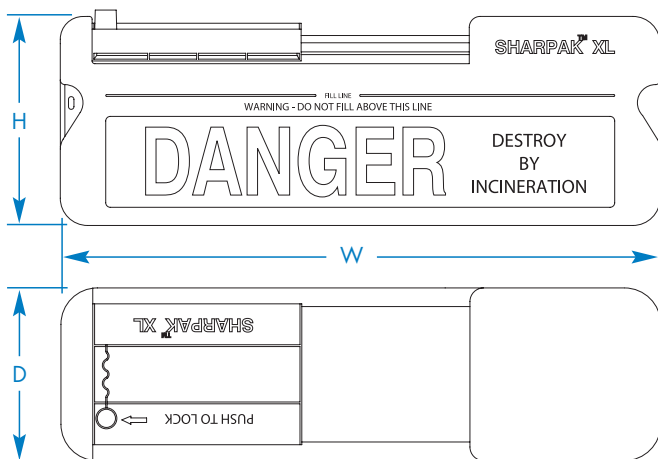 SHARPAK™ XL
FILL LINE
WARNING - DO NOT FILL ABOVE THIS LINE
DANGER
DESTROY
BY
INCINERATION
H
W
D
SHARPAK™ XL
PUSH TO LOCK